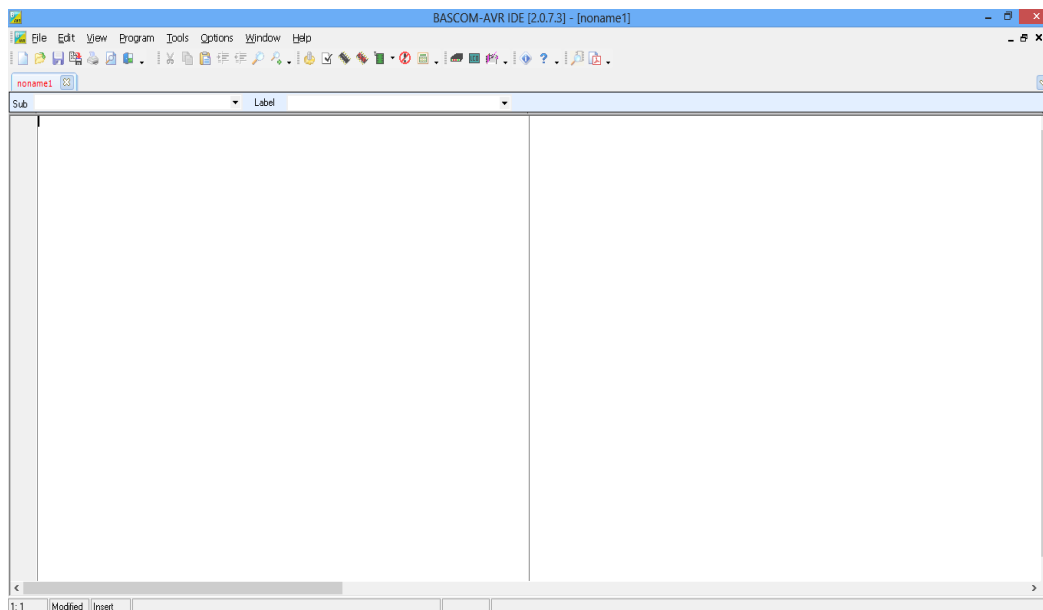 BASCOM-AVR IDE [2.0.7.3] - [noname1]
File Edit View Program Tools Options Window Help
noname1
Sub Label
1: 1 Modified Insert